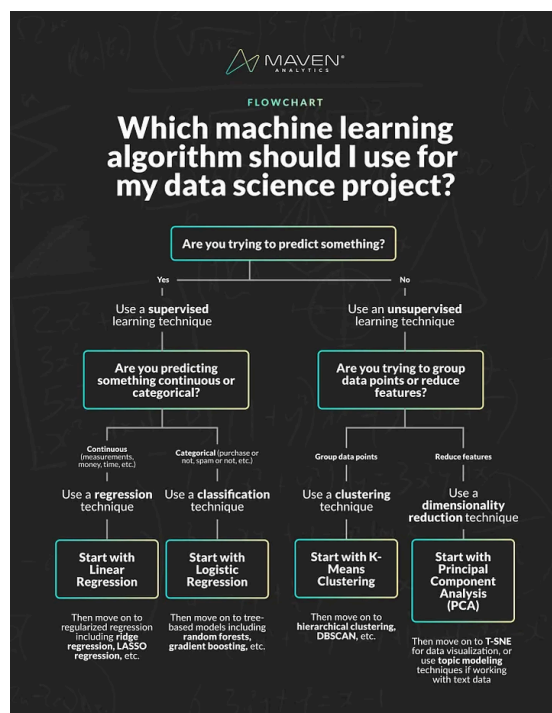 MAVEN®
ANALYTICS
FLOWCHART
Which machine learning
algorithm should I use for
my data science project?
Are you trying to predict something?
Yes
No
Use a supervised
learning technique
Use an unsupervised
learning technique
Are you predicting
something continuous or
categorical?
Are you trying to group
data points or reduce
features?
Continuous
(measurements,
money, time, etc.)
Categorical (purchase or
not, spam or not, etc.)
Group data points
Reduce features
Use a regression
technique
Use a classification
technique
Use a clustering
technique
Use a
dimensionality
reduction technique
Start with
Linear
Regression
Start with
Logistic
Regression
Start with K-
Means
Clustering
Start with
Principal
Component
Analysis
(PCA)
Then move on to
regularized regression
including ridge
regression, LASSO
regression, etc.
Then move on to tree-
based models including
random forests,
gradient boosting, etc.
Then move on to
hierarchical clustering,
DBSCAN, etc.
Then move on to T-SNE
for data visualization, or
use topic modeling
techniques if working
with text data